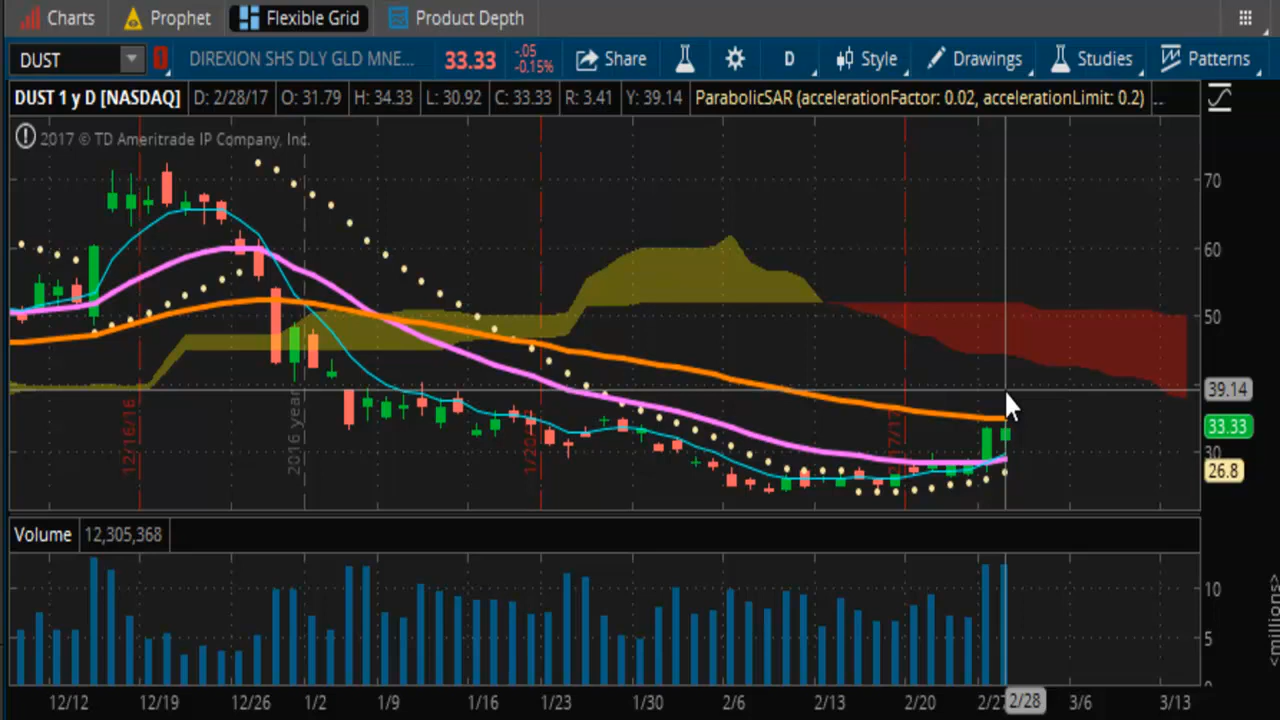 Charts Prophet Flexible Grid Product Depth
DUST DIREXION SHS DLY GLD MNE... 33.33 -.05 -0.15% Share D Style Drawings Studies Patterns
DUST 1 y D [NASDAQ] D: 2/28/17 O: 31.79 H: 34.33 L: 30.92 C: 33.33 R: 3.41 Y: 39.14 ParabolicSAR (accelerationFactor: 0.02, accelerationLimit: 0.2) ...
2017 © TD Ameritrade IP Company, Inc.
70
60
50
39.14
33.33
30
26.8
12/16/16
2016 year
Volume 12,305,368
10
5
<millions>
12/12 12/19 12/26 1/2 1/9 1/16 1/23 1/30 2/6 2/13 2/20 2/27 2/28 3/6 3/13